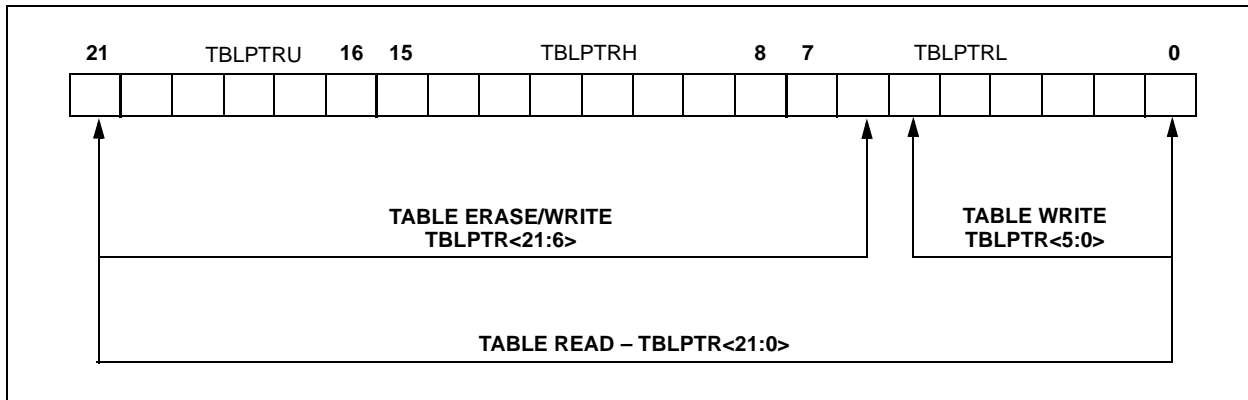 21 TBLPTRU 16 15 TBLPTRH 8 7 TBLPTRL 0
TABLE ERASE/WRITE
TBLPTR<21:6>
TABLE WRITE
TBLPTR<5:0>
TABLE READ – TBLPTR<21:0>